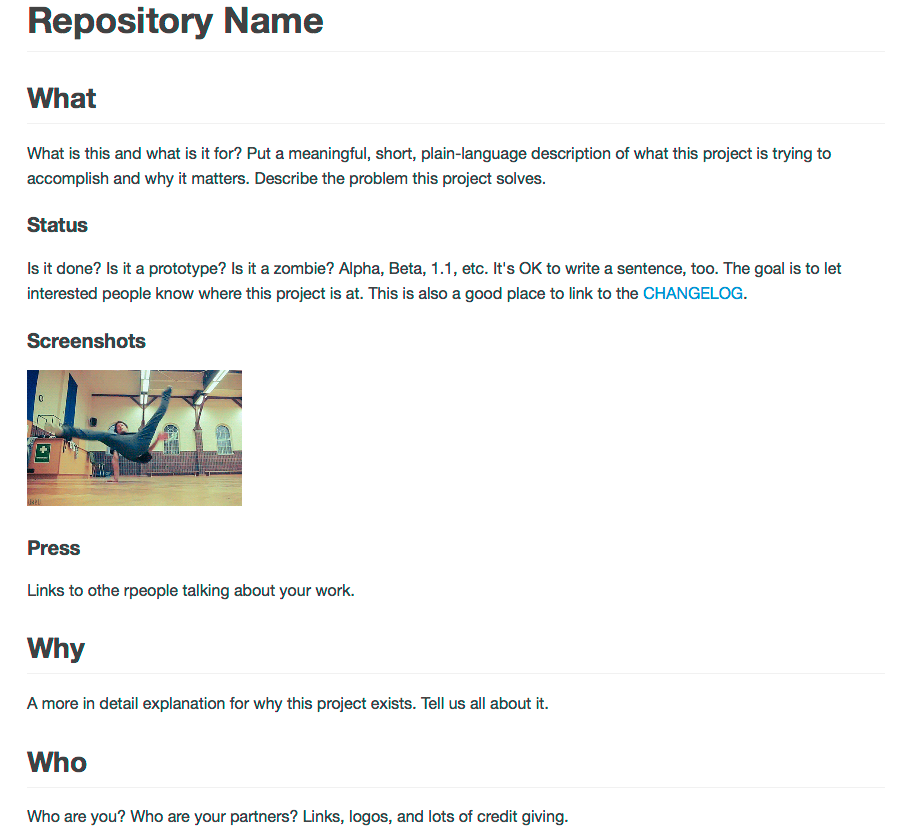 Repository Name
What
What is this and what is it for? Put a meaningful, short, plain-language description of what this project is trying to
accomplish and why it matters. Describe the problem this project solves.
Status
Is it done? Is it a prototype? Is it a zombie? Alpha, Beta, 1.1, etc. It's OK to write a sentence, too. The goal is to let
interested people know where this project is at. This is also a good place to link to the CHANGELOG.
Screenshots
Press
Links to othe rpeople talking about your work.
Why
A more in detail explanation for why this project exists. Tell us all about it.
Who
Who are you? Who are your partners? Links, logos, and lots of credit giving.